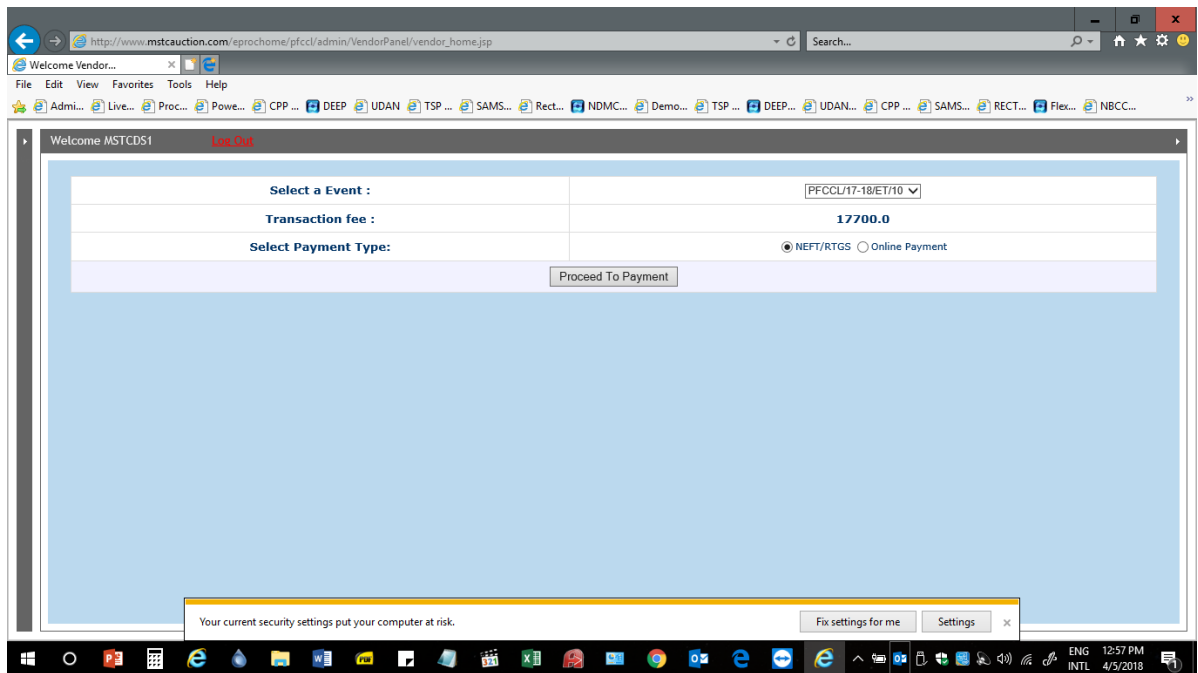 http://www.mstcauction.com/eprochome/pfccl/admin/VendorPanel/vendor_home.jsp
Search...
Welcome Vendor...
File Edit View Favorites Tools Help
Admi... Live... Proc... Powe... CPP ... DEEP UDAN TSP ... SAMS... Rect... NDMC... Demo... TSP ... DEEP... UDAN... CPP ... SAMS... RECT... Flex... NBCC...
Welcome MSTCDS1 Log Out
Select a Event : PFCCL/17-18/ET/10
Transaction fee : 17700.0
Select Payment Type: NEFT/RTGS Online Payment
Proceed To Payment
Your current security settings put your computer at risk. Fix settings for me Settings
ENG 12:57 PM
INTL 4/5/2018